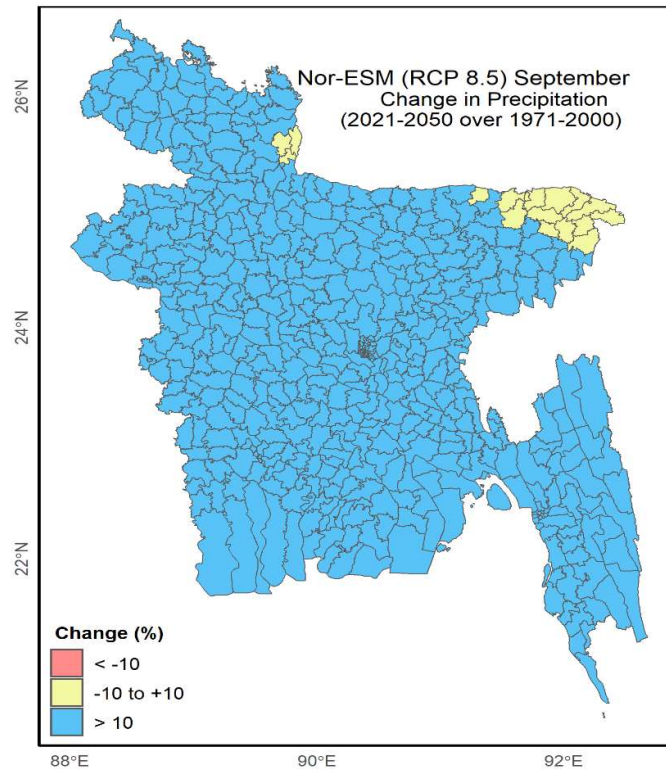 Nor-ESM (RCP 8.5) September
Change in Precipitation
(2021-2050 over 1971-2000)
26°N
24°N
22°N
Change (%)
< -10
-10 to +10
> 10
88°E
90°E
92°E